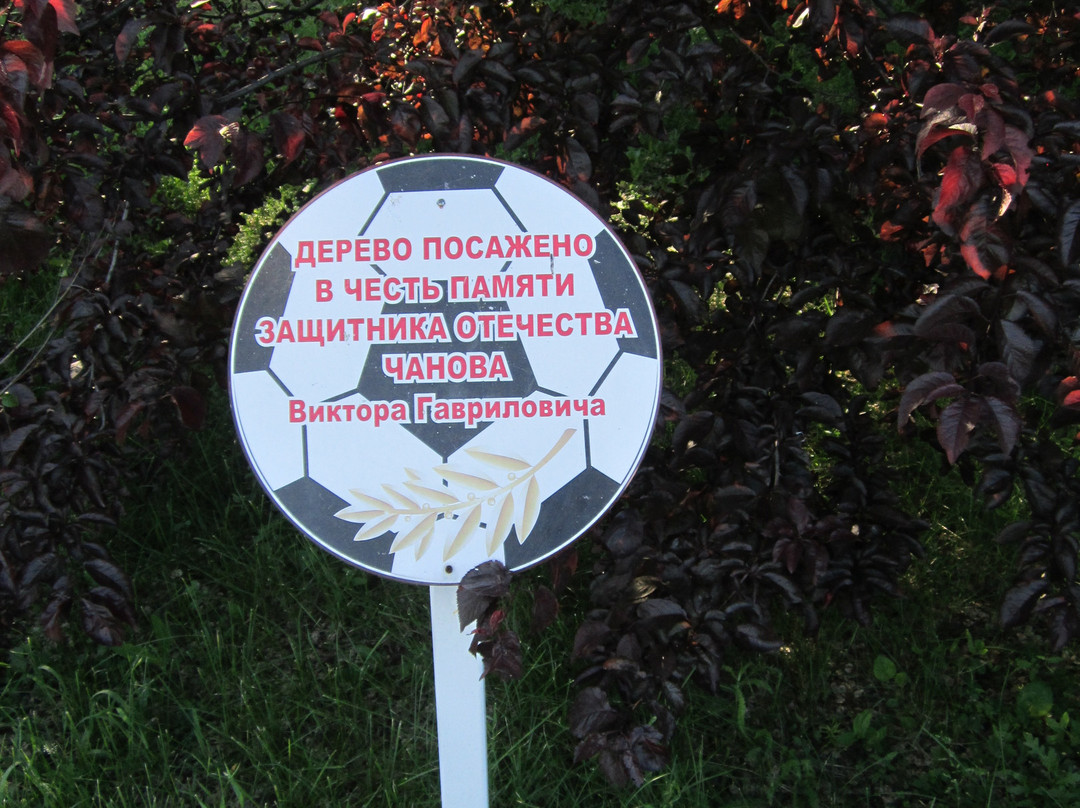 ДЕРЕВО ПОСАЖЕНО
В ЧЕСТЬ ПАМЯТИ
ЗАЩИТНИКА ОТЕЧЕСТВА
ЧАНОВА
Виктора Гавриловича